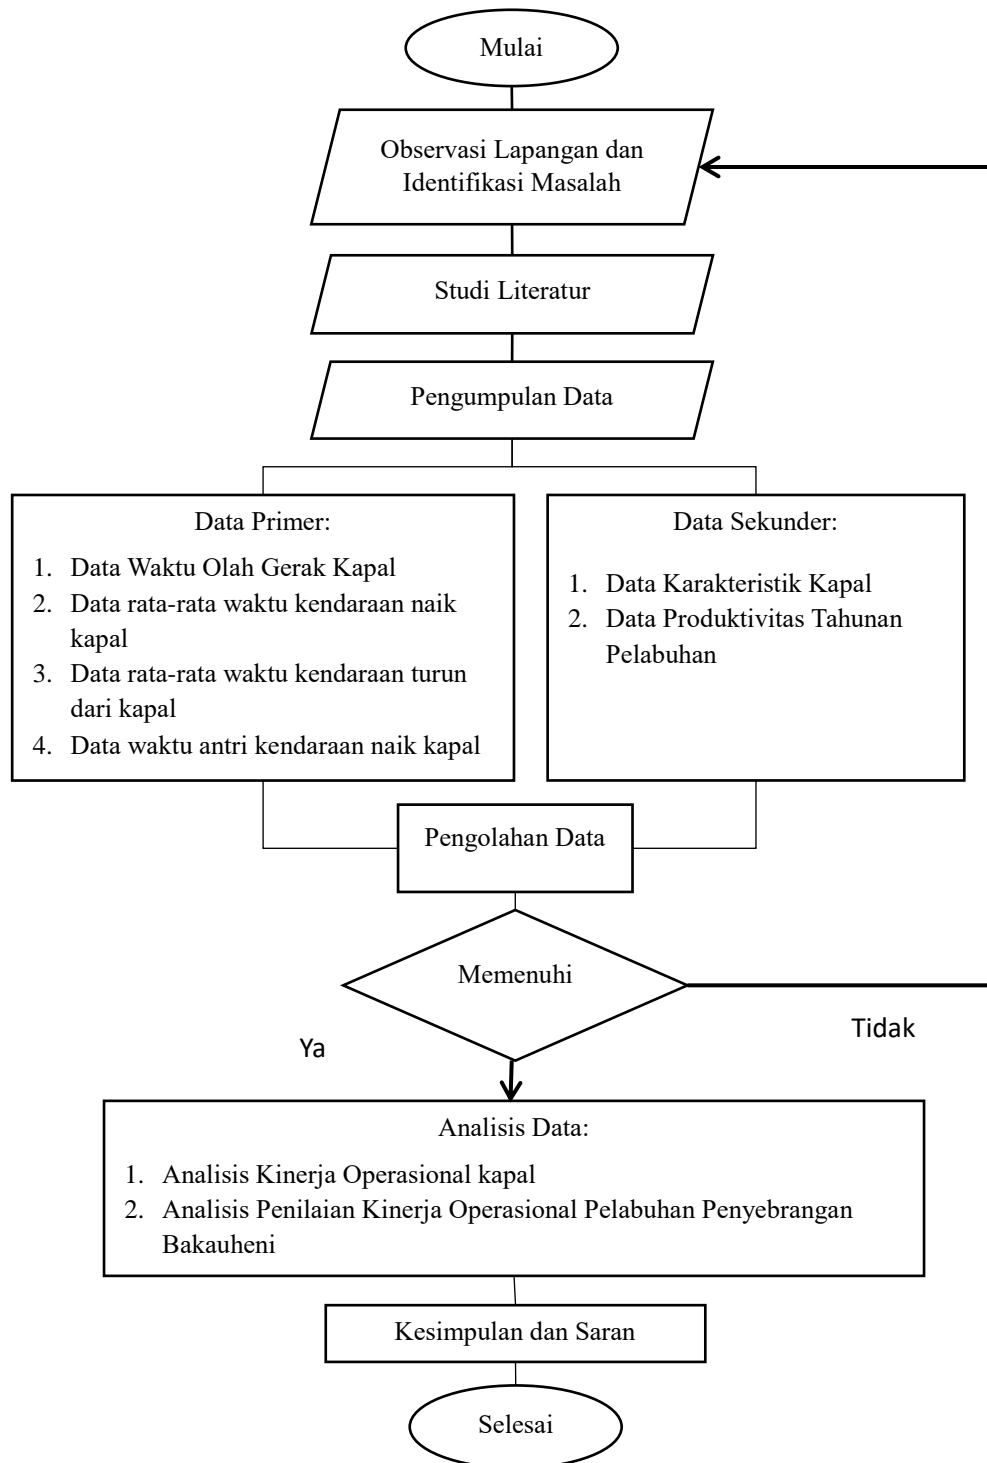 Mulai
Observasi Lapangan dan
Identifikasi Masalah
Studi Literatur
Pengumpulan Data
Data Primer:
1. Data Waktu Olah Gerak Kapal
2. Data rata-rata waktu kendaraan naik
kapal
3. Data rata-rata waktu kendaraan turun
dari kapal
4. Data waktu antri kendaraan naik kapal
Data Sekunder:
1. Data Karakteristik Kapal
2. Data Produktivitas Tahunan
Pelabuhan
Pengolahan Data
Memenuhi
Tidak
Ya
Analisis Data:
1. Analisis Kinerja Operasional kapal
2. Analisis Penilaian Kinerja Operasional Pelabuhan Penyebrangan
Bakauheni
Kesimpulan dan Saran
Selesai